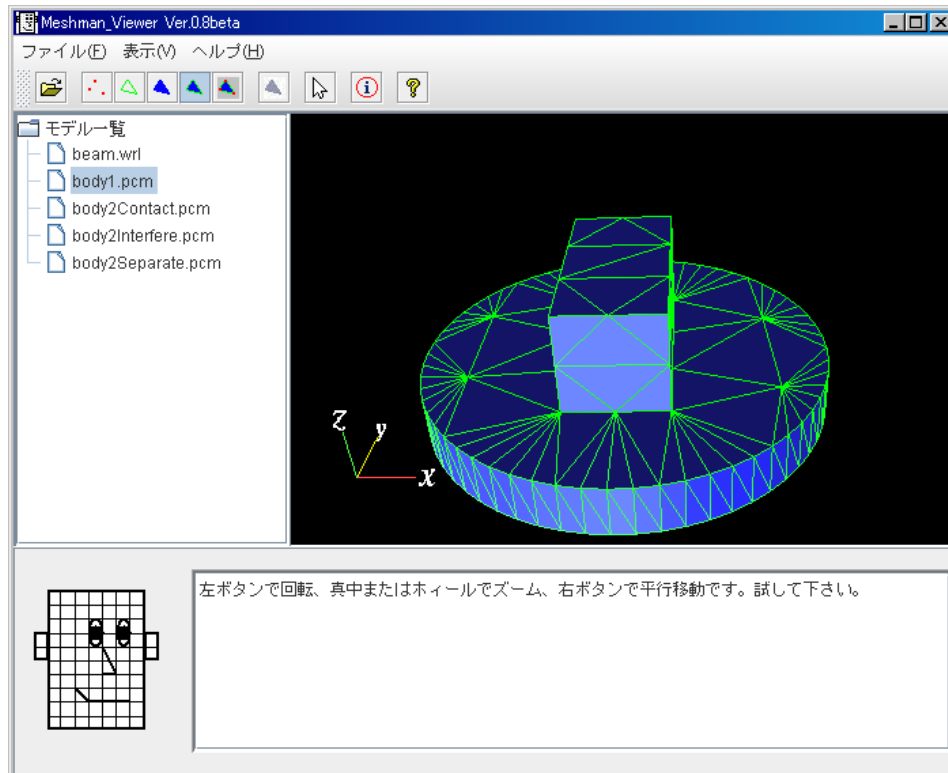 Meshman_Viewer Ver.0.8beta
ファイル(F) 表示(V) ヘルプ(H)
モデル一覧
beam.wrl
body1.pcm
body2Contact.pcm
body2Interfere.pcm
body2Separate.pcm
Z
y
X
左ボタンで回転、真中またはホィールでズーム、右ボタンで平行移動です。試して下さい。